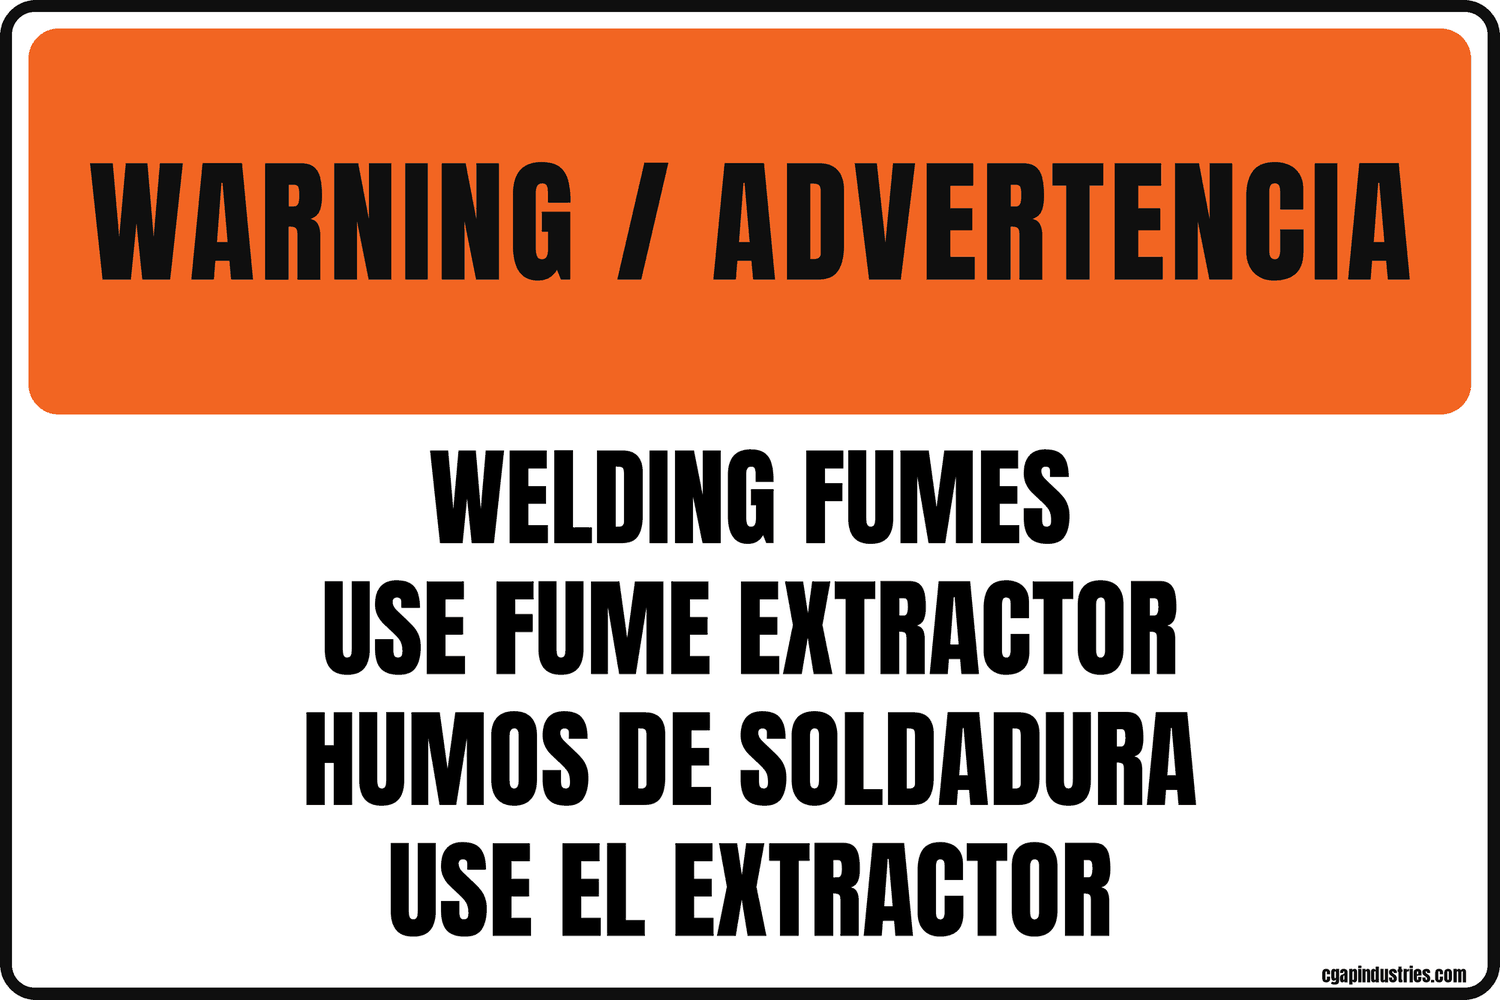 WARNING / ADVERTENCIA
WELDING FUMES
USE FUME EXTRACTOR
HUMOS DE SOLDADURA
USE EL EXTRACTOR
cgapindustries.com